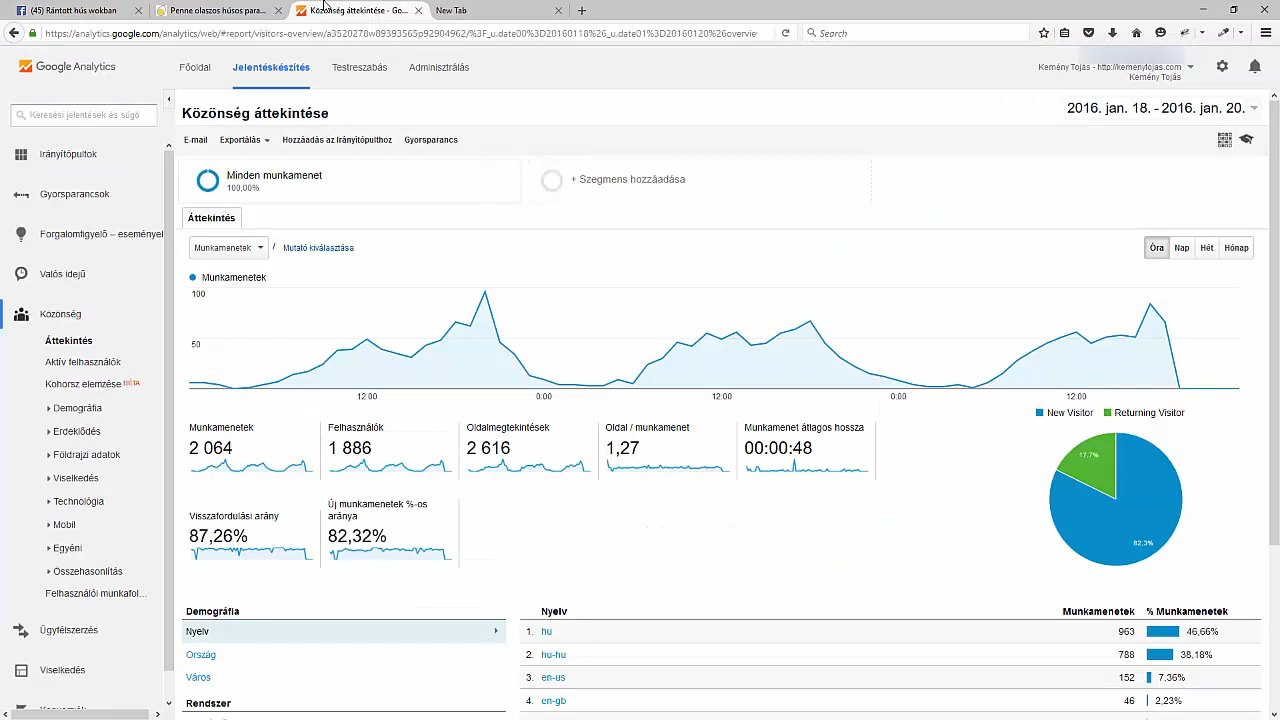 (45) Rántott hús wokban
Penne olaszos húsos para...
Közönség áttekintése - Go...
New Tab
https://analytics.google.com/analytics/web/#report/visitors-overview/a3520278w89393565p92904962/%3F_u.date00%3D20160118%26_u.date01%3D20160120%26overvie
Search
Google Analytics
Főoldal
Jelentéskészítés
Testreszabás
Adminisztrálás
Kemény Tojás - http://kemenytojas.com
Kemény Tojás
Keresési jelentések és súgó
Közönség áttekintése
2016. jan. 18. - 2016. jan. 20.
E-mail
Exportálás
Hozzáadás az Irányítópulthoz
Gyorsparancs
Irányítópultok
Gyorsparancsok
Forgalomfigyelő – eseményel
Valós idejű
Közönség
Áttekintés
Aktív felhasználók
Kohorsz elemzése BÉTA
Demográfia
Érdeklődés
Földrajzi adatok
Viselkedés
Technológia
Mobil
Egyéni
Összehasonlítás
Felhasználói munkafol...
Ügyfélszerzés
Viselkedés
Minden munkamenet
100,00%
+ Szegmens hozzáadása
Áttekintés
Munkamenetek
/
Mutató kiválasztása
Óra
Nap
Hét
Hónap
Munkamenetek
100
50
12:00
0:00
12:00
0:00
12:00
New Visitor
Returning Visitor
17,7%
82,3%
Munkamenetek
2 064
Felhasználók
1 886
Oldalmegtekintések
2 616
Oldal / munkamenet
1,27
Munkamenet átlagos hossza
00:00:48
Visszafordulási arány
87,26%
Új munkamenetek %-os
aránya
82,32%
Demográfia
Nyelv
Ország
Város
Rendszer
Nyelv
Munkamenetek
% Munkamenetek
1. hu 963 46,66%
2. hu-hu 788 38,18%
3. en-us 152 7,36%
4. en-gb 46 2,23%